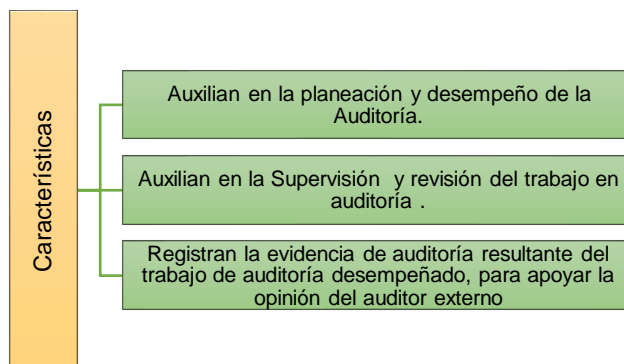 Características
Auxilian en la planeación y desempeño de la
Auditoría.
Auxilian en la Supervisión y revisión del trabajo en
auditoría .
Registran la evidencia de auditoría resultante del
trabajo de auditoría desempeñado, para apoyar la
opinión del auditor externo